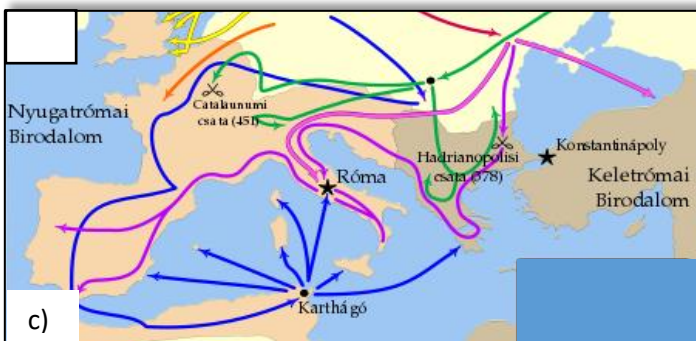 Nyugatrómai
Birodalom
Catalaunumi
csata (451)
Róma
Hadrianopolisi
csata (378)
Konstantinápoly
Keletrómai
Birodalom
Karthágó
c)